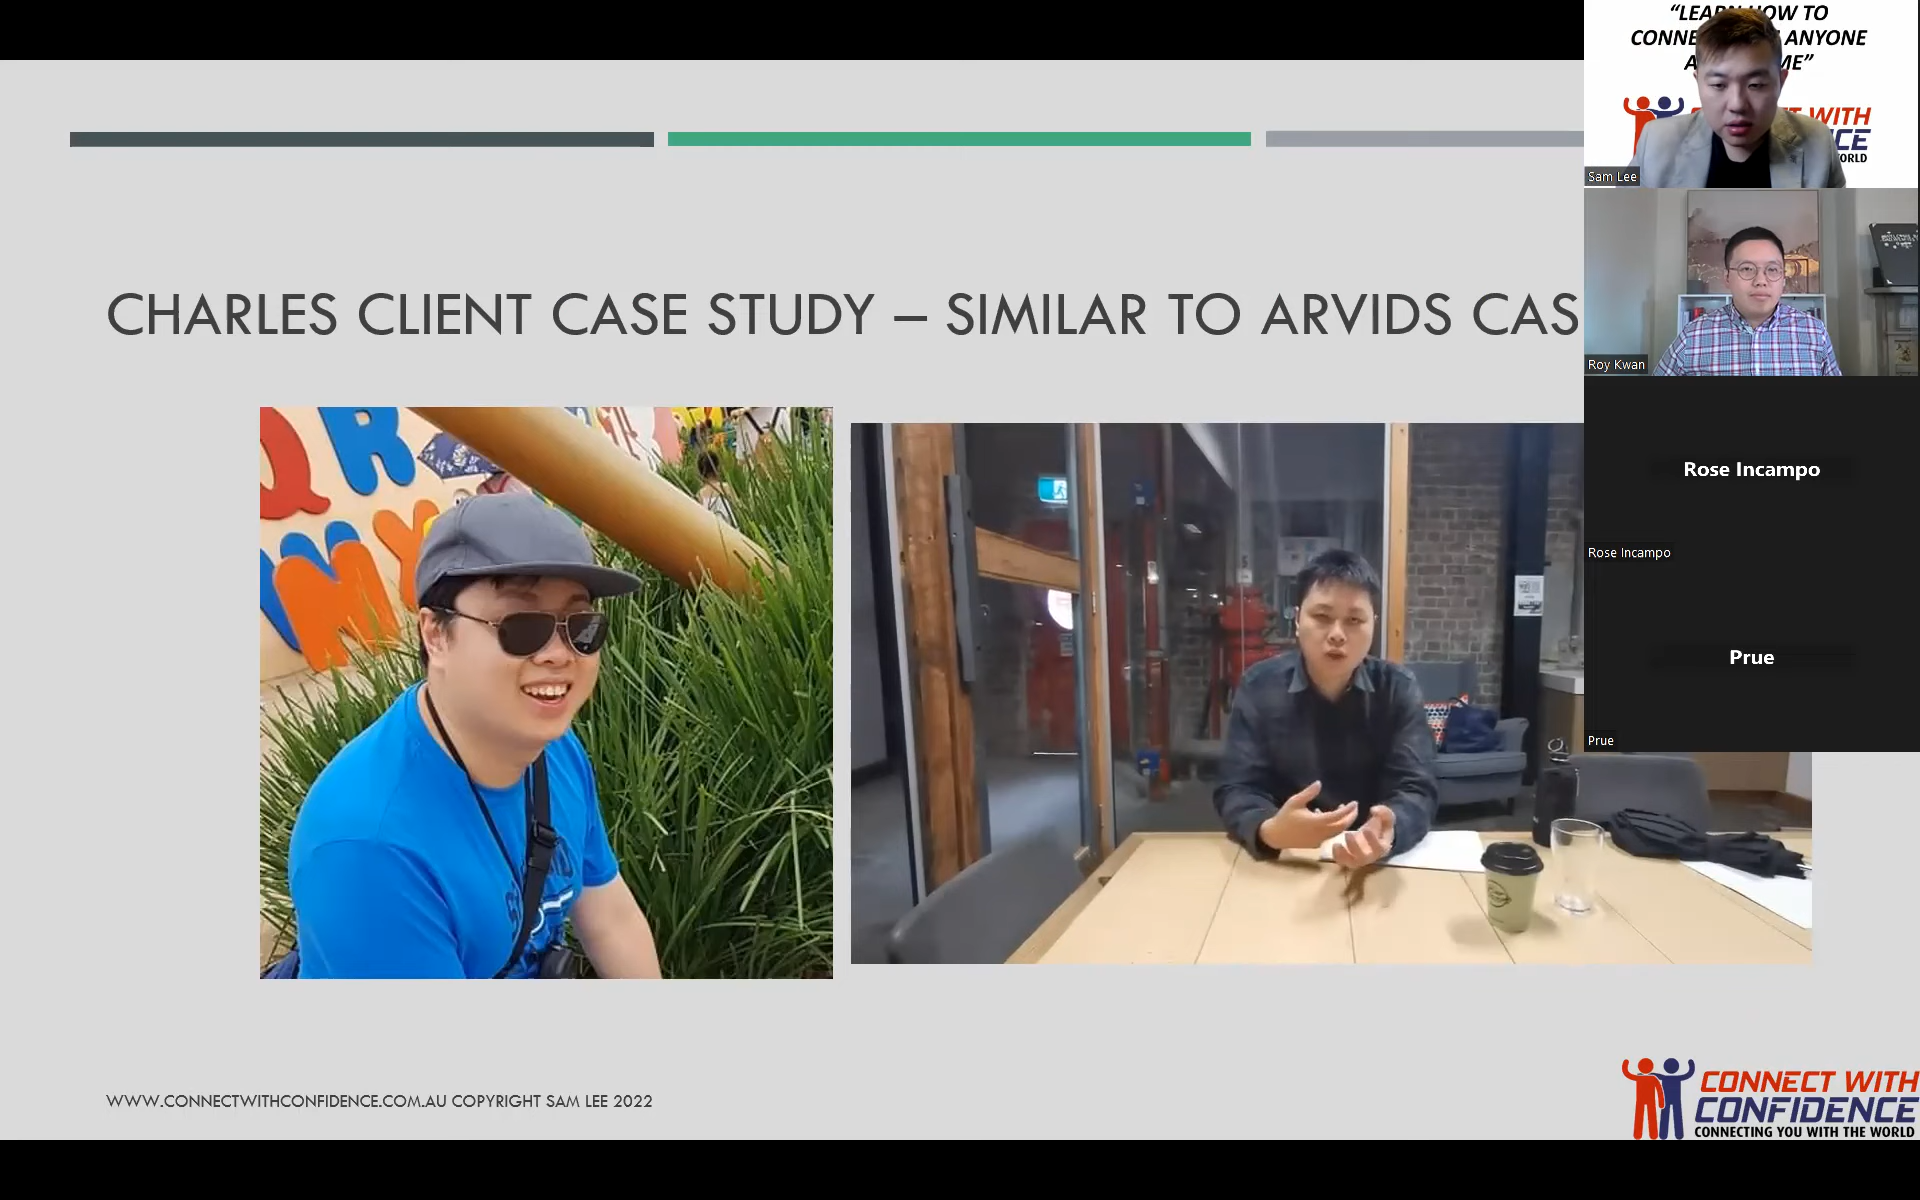 “LEARN HOW TO
CONNE ANYONE
A ME”
WITH
CE
ORLD
Sam Lee
Roy Kwan
CHARLES CLIENT CASE STUDY – SIMILAR TO ARVIDS CAS
Rose Incampo
Rose Incampo
Prue
Prue
WWW.CONNECTWITHCONFIDENCE.COM.AU COPYRIGHT SAM LEE 2022
CONNECT WITH
CONFIDENCE
CONNECTING YOU WITH THE WORLD